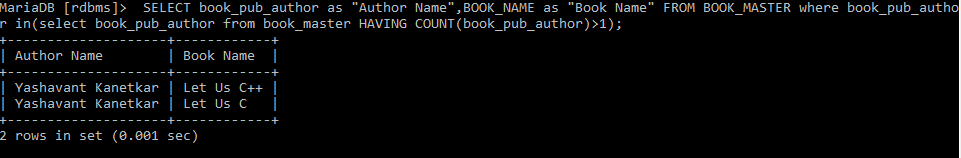 MariaDB [rdbms]>  SELECT book_pub_author as "Author Name",BOOK_NAME as "Book Name" FROM BOOK_MASTER where book_pub_autho
r in(select book_pub_author from book_master HAVING COUNT(book_pub_author)>1);
+--------------------+------------+
| Author Name        | Book Name  |
+--------------------+------------+
| Yashavant Kanetkar | Let Us C++ |
| Yashavant Kanetkar | Let Us C   |
+--------------------+------------+
2 rows in set (0.001 sec)